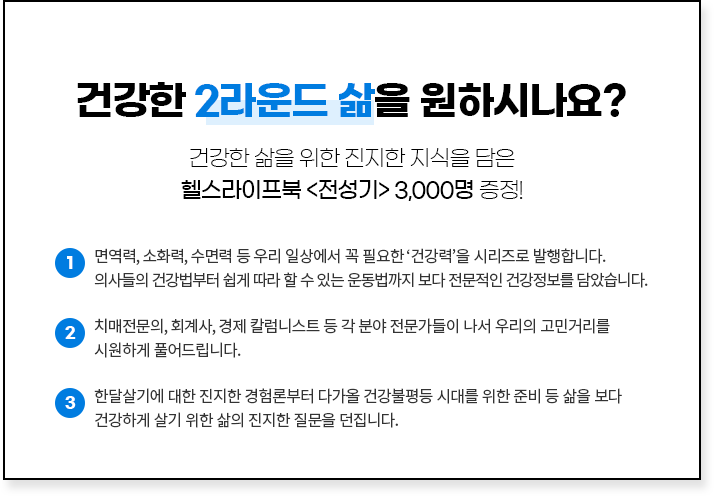 건강한 2라운드 삶을 원하시나요?
건강한 삶을 위한 진지한 지식을 담은
헬스라이프북 <전성기> 3,000명 증정!
1 면역력, 소화력, 수면력 등 우리 일상에서 꼭 필요한 ‘건강력’을 시리즈로 발행합니다.
의사들의 건강법부터 쉽게 따라 할 수 있는 운동법까지 보다 전문적인 건강정보를 담았습니다.
2 치매전문의, 회계사, 경제 칼럼니스트 등 각 분야 전문가들이 나서 우리의 고민거리를
시원하게 풀어드립니다.
3 한달살기에 대한 진지한 경험론부터 다가올 건강불평등 시대를 위한 준비 등 삶을 보다
건강하게 살기 위한 삶의 진지한 질문을 던집니다.